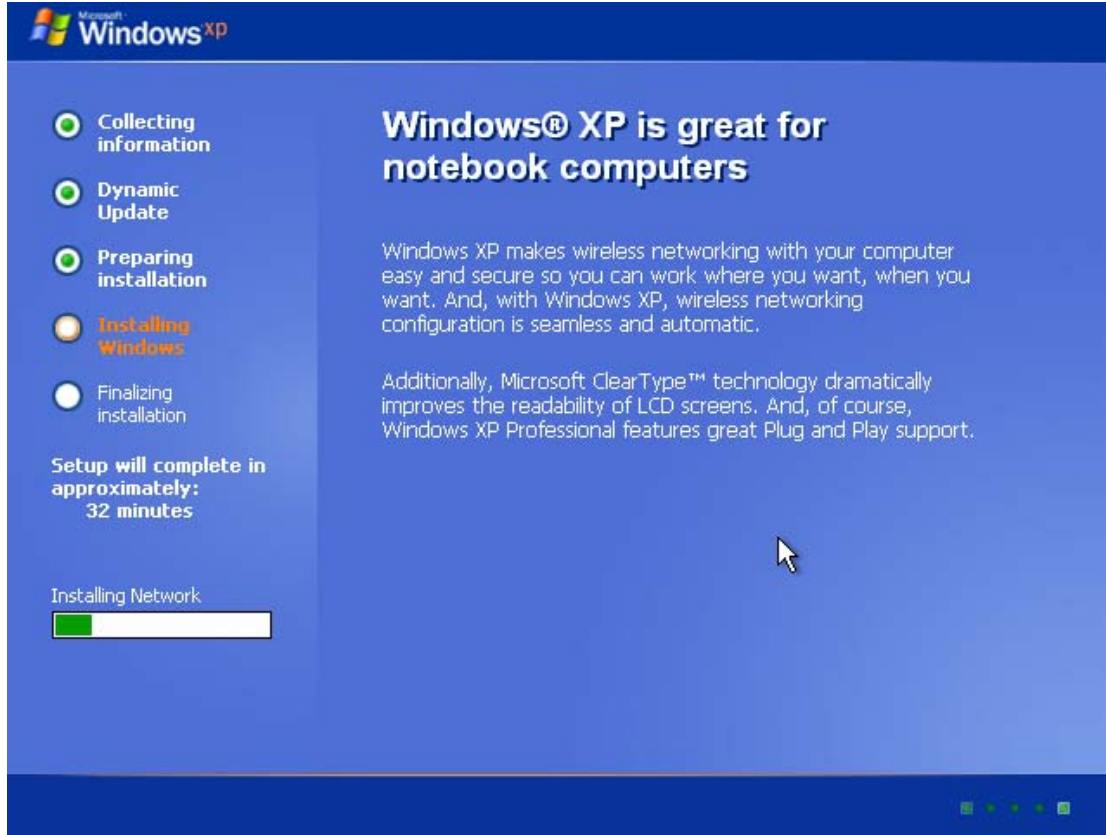 Microsoft
Windows xp
Collecting
information
Dynamic
Update
Preparing
installation
Installing
Windows
Finalizing
installation
Setup will complete in
approximately:
32 minutes
Installing Network
Windows® XP is great for
notebook computers
Windows XP makes wireless networking with your computer
easy and secure so you can work where you want, when you
want. And, with Windows XP, wireless networking
configuration is seamless and automatic.
Additionally, Microsoft ClearType™ technology dramatically
improves the readability of LCD screens. And, of course,
Windows XP Professional features great Plug and Play support.